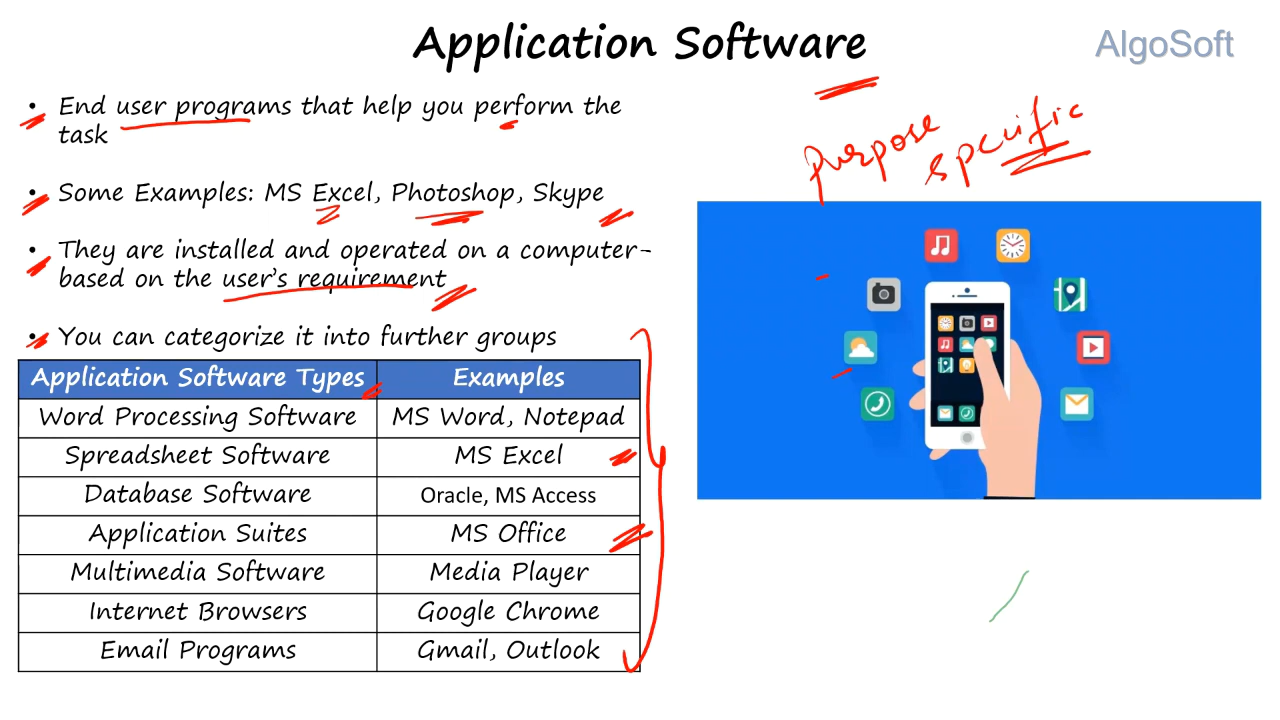 Application Software
AlgoSoft
• End user programs that help you perform the
task
• Some Examples: MS Excel, Photoshop, Skype
• They are installed and operated on a computer-
based on the user's requirement
• You can categorize it into further groups
Application Software Types Examples
Word Processing Software MS Word, Notepad
Spreadsheet Software MS Excel
Database Software Oracle, MS Access
Application Suites MS Office
Multimedia Software Media Player
Internet Browsers Google Chrome
Email Programs Gmail, Outlook
Purpose
specific